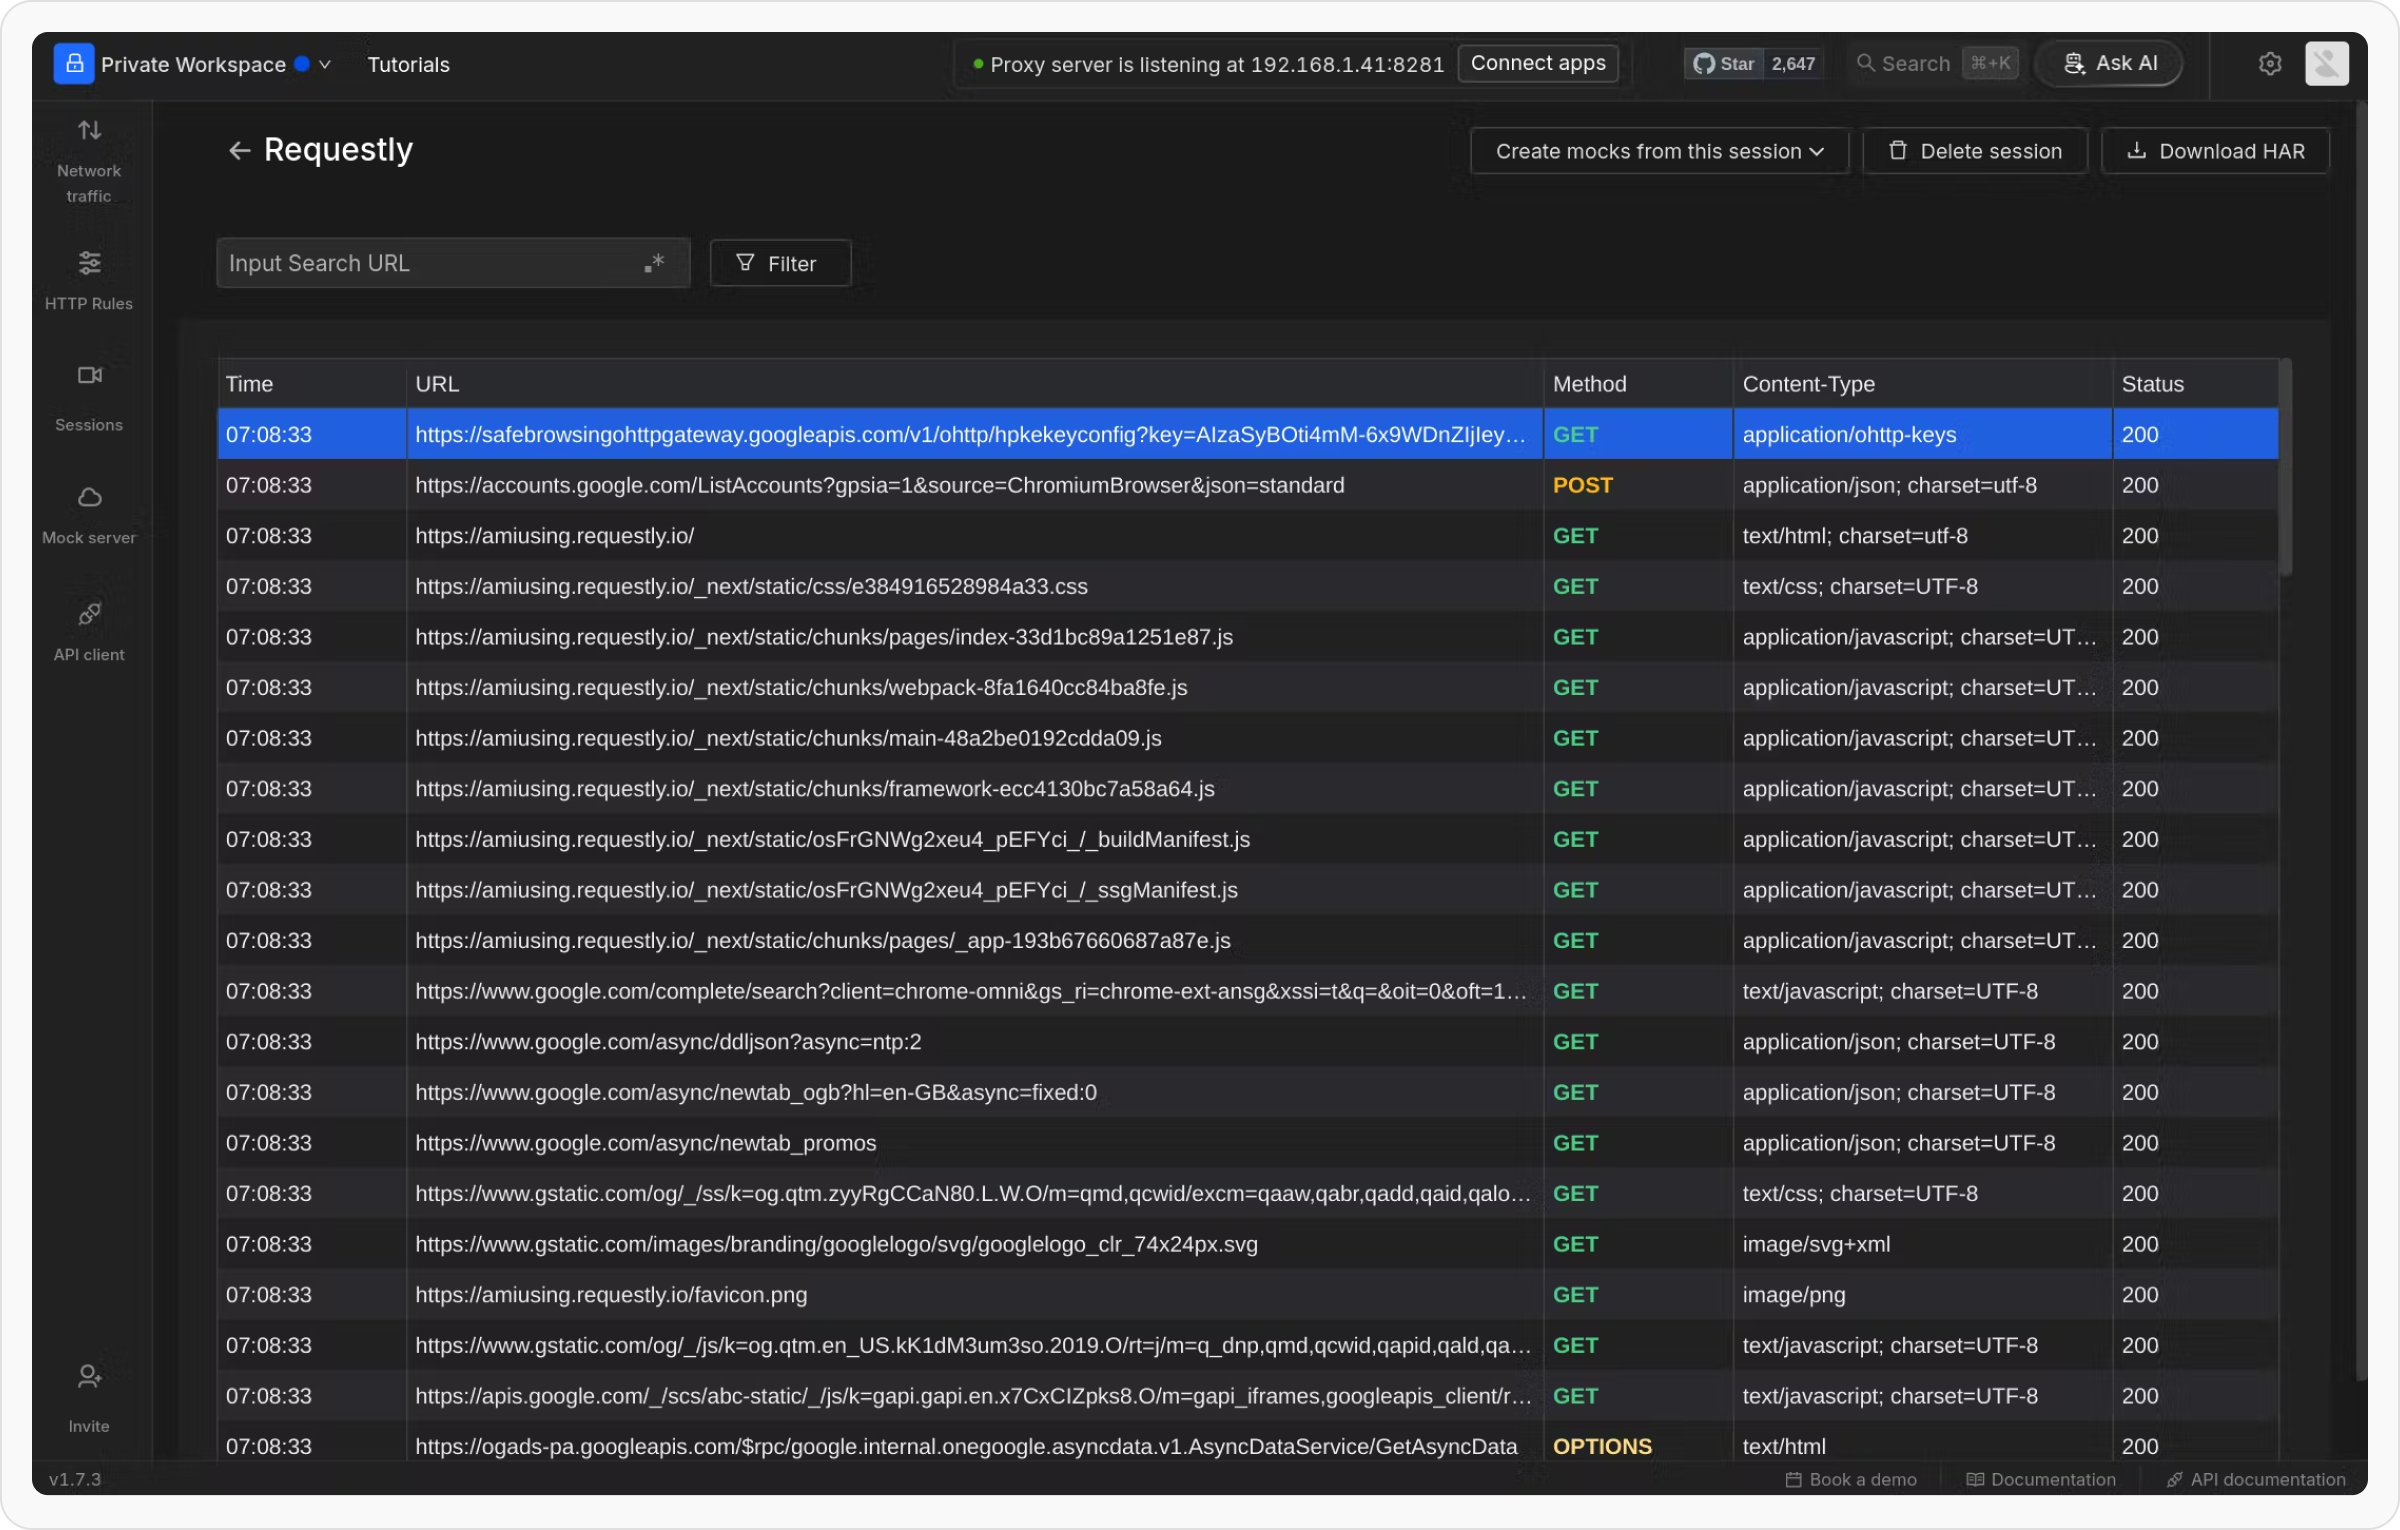 Private Workspace Tutorials Proxy server is listening at 192.168.1.41:8281 Connect apps Star 2,647 Search ⌘+K Ask AI
Network
traffic
HTTP Rules
Sessions
Mock server
API client
Invite
Requestly Create mocks from this session Delete session Download HAR
Input Search URL .* Filter
Time URL Method Content-Type Status
07:08:33 https://safebrowsingohttpgateway.googleapis.com/v1/ohttp/hpkekeyconfig?key=AIzaSyBOti4mM-6x9WDnZIjIey… GET application/ohttp-keys 200
07:08:33 https://accounts.google.com/ListAccounts?gpsia=1&source=ChromiumBrowser&json=standard POST application/json; charset=utf-8 200
07:08:33 https://amiusing.requestly.io/ GET text/html; charset=utf-8 200
07:08:33 https://amiusing.requestly.io/_next/static/css/e384916528984a33.css GET text/css; charset=UTF-8 200
07:08:33 https://amiusing.requestly.io/_next/static/chunks/pages/index-33d1bc89a1251e87.js GET application/javascript; charset=UT… 200
07:08:33 https://amiusing.requestly.io/_next/static/chunks/webpack-8fa1640cc84ba8fe.js GET application/javascript; charset=UT… 200
07:08:33 https://amiusing.requestly.io/_next/static/chunks/main-48a2be0192cdda09.js GET application/javascript; charset=UT… 200
07:08:33 https://amiusing.requestly.io/_next/static/chunks/framework-ecc4130bc7a58a64.js GET application/javascript; charset=UT… 200
07:08:33 https://amiusing.requestly.io/_next/static/osFrGNWg2xeu4_pEFYci_/_buildManifest.js GET application/javascript; charset=UT… 200
07:08:33 https://amiusing.requestly.io/_next/static/osFrGNWg2xeu4_pEFYci_/_ssgManifest.js GET application/javascript; charset=UT… 200
07:08:33 https://amiusing.requestly.io/_next/static/chunks/pages/_app-193b67660687a87e.js GET application/javascript; charset=UT… 200
07:08:33 https://www.google.com/complete/search?client=chrome-omni&gs_ri=chrome-ext-ansg&xssi=t&q=&oit=0&oft=1… GET text/javascript; charset=UTF-8 200
07:08:33 https://www.google.com/async/ddljson?async=ntp:2 GET application/json; charset=UTF-8 200
07:08:33 https://www.google.com/async/newtab_ogb?hl=en-GB&async=fixed:0 GET application/json; charset=UTF-8 200
07:08:33 https://www.google.com/async/newtab_promos GET application/json; charset=UTF-8 200
07:08:33 https://www.gstatic.com/og/_/ss/k=og.qtm.zyyRgCCaN80.L.W.O/m=qmd,qcwid/excm=qaaw,qabr,qadd,qaid,qalo… GET text/css; charset=UTF-8 200
07:08:33 https://www.gstatic.com/images/branding/googlelogo/svg/googlelogo_clr_74x24px.svg GET image/svg+xml 200
07:08:33 https://amiusing.requestly.io/favicon.png GET image/png 200
07:08:33 https://www.gstatic.com/og/_/js/k=og.qtm.en_US.kK1dM3um3so.2019.O/rt=j/m=q_dnp,qmd,qcwid,qapid,qald,qa… GET text/javascript; charset=UTF-8 200
07:08:33 https://apis.google.com/_/scs/abc-static/_/js/k=gapi.gapi.en.x7CxCIZpks8.O/m=gapi_iframes,googleapis_client/r… GET text/javascript; charset=UTF-8 200
07:08:33 https://ogads-pa.googleapis.com/$rpc/google.internal.onegoogle.asyncdata.v1.AsyncDataService/GetAsyncData OPTIONS text/html 200
v1.7.3 Book a demo Documentation API documentation